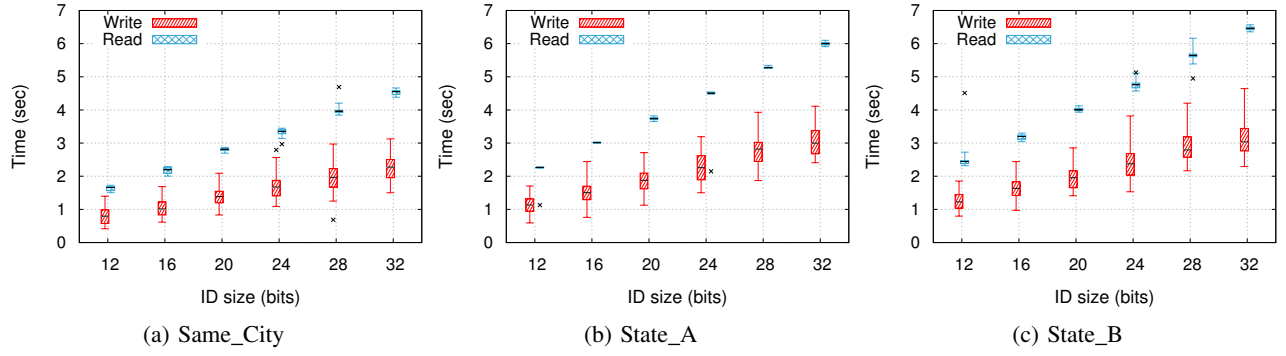 Write
Read
Time (sec)
7
6
5
4
3
2
1
0
12 16 20 24 28 32
ID size (bits)
(a) Same_City
Write
Read
Time (sec)
7
6
5
4
3
2
1
0
12 16 20 24 28 32
ID size (bits)
(b) State_A
Write
Read
Time (sec)
7
6
5
4
3
2
1
0
12 16 20 24 28 32
ID size (bits)
(c) State_B